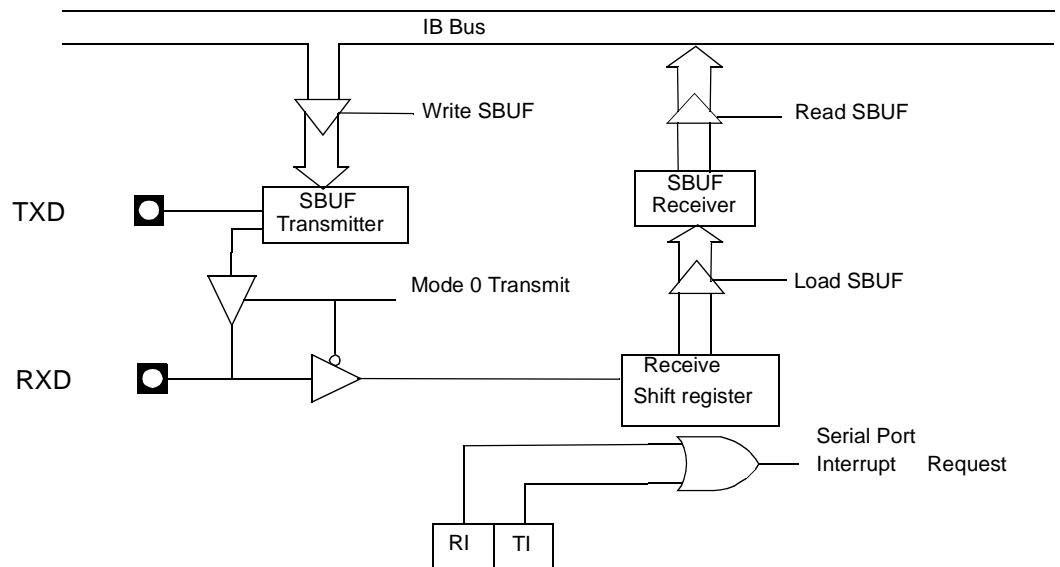 IB Bus
Write SBUF
Read SBUF
SBUF
Transmitter
SBUF
Receiver
TXD
Load SBUF
Mode 0 Transmit
RXD
Receive
Shift register
Serial Port
Interrupt Request
RI
TI